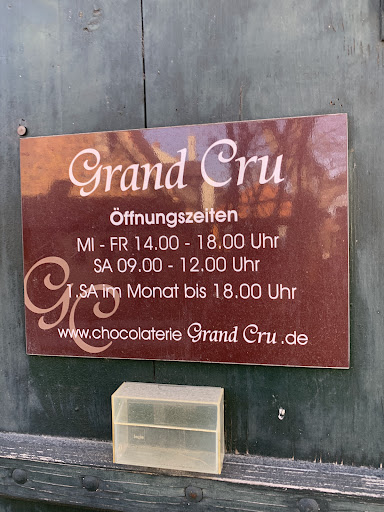 Grand Cru
Öffnungszeiten
MI - FR 14.00 - 18.00 Uhr
SA 09.00 - 12.00 Uhr
1.SA im Monat bis 18.00 Uhr
GC
www.chocolaterie Grand Cru .de